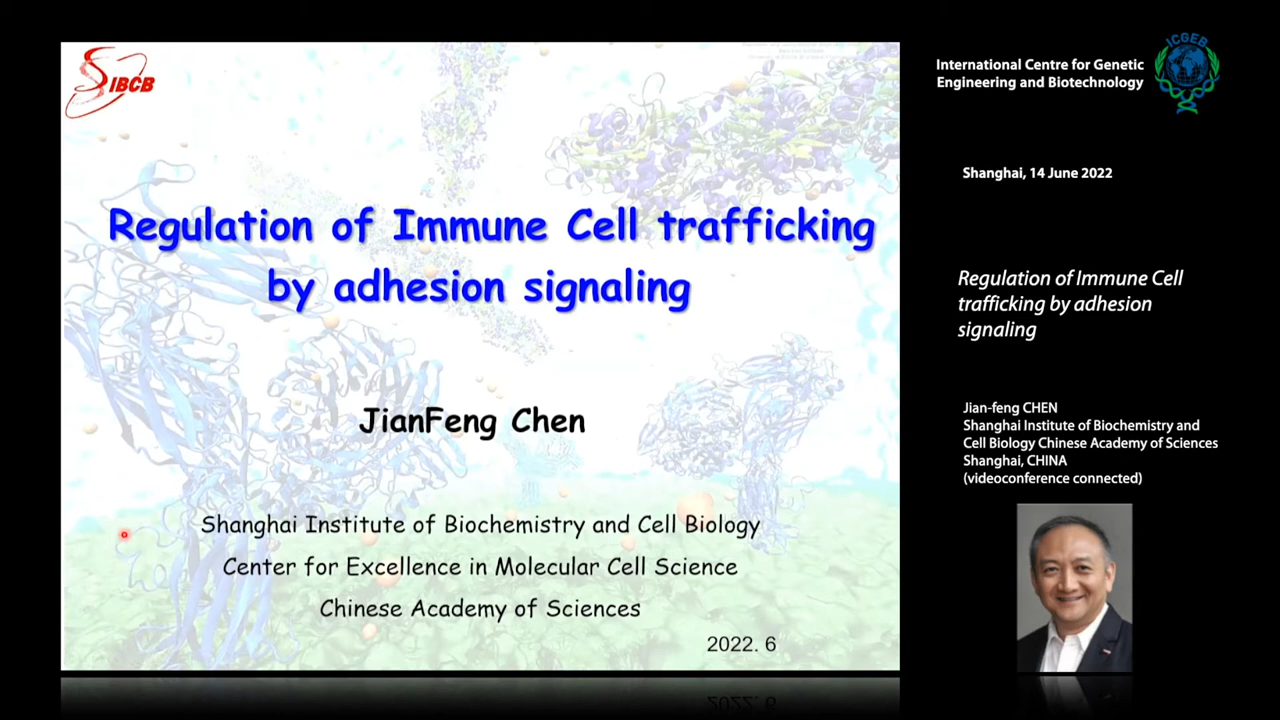 SIBCB
Regulation of Immune Cell trafficking
by adhesion signaling
JianFeng Chen
Shanghai Institute of Biochemistry and Cell Biology
Center for Excellence in Molecular Cell Science
Chinese Academy of Sciences
2022. 6
International Centre for Genetic
Engineering and Biotechnology
ICGEB
Shanghai, 14 June 2022
Regulation of Immune Cell
trafficking by adhesion
signaling
Jian-feng CHEN
Shanghai Institute of Biochemistry and
Cell Biology Chinese Academy of Sciences
Shanghai, CHINA
(videoconference connected)